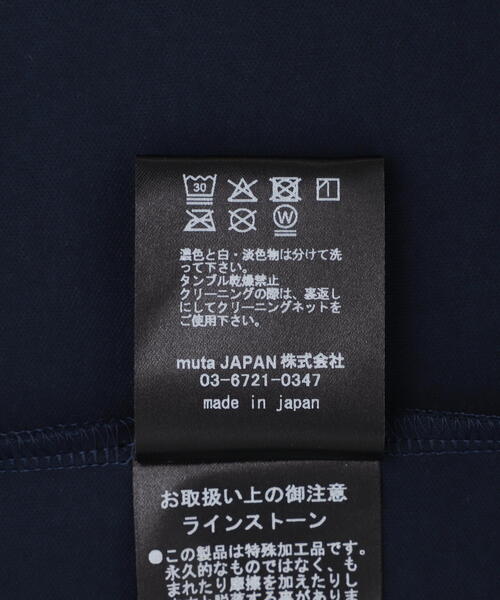 30
W
濃色と白・淡色物は分けて洗
って下さい。
タンブル乾燥禁止
クリーニングの際は、裏返し
にしてクリーニングネットを
ご使用下さい。
muta JAPAN 株式会社
03-6721-0347
made in japan
お取扱い上の御注意
ラインストーン
●この製品は特殊加工品です。
永久的なものではなく、も
まれたり摩擦を加えたりし